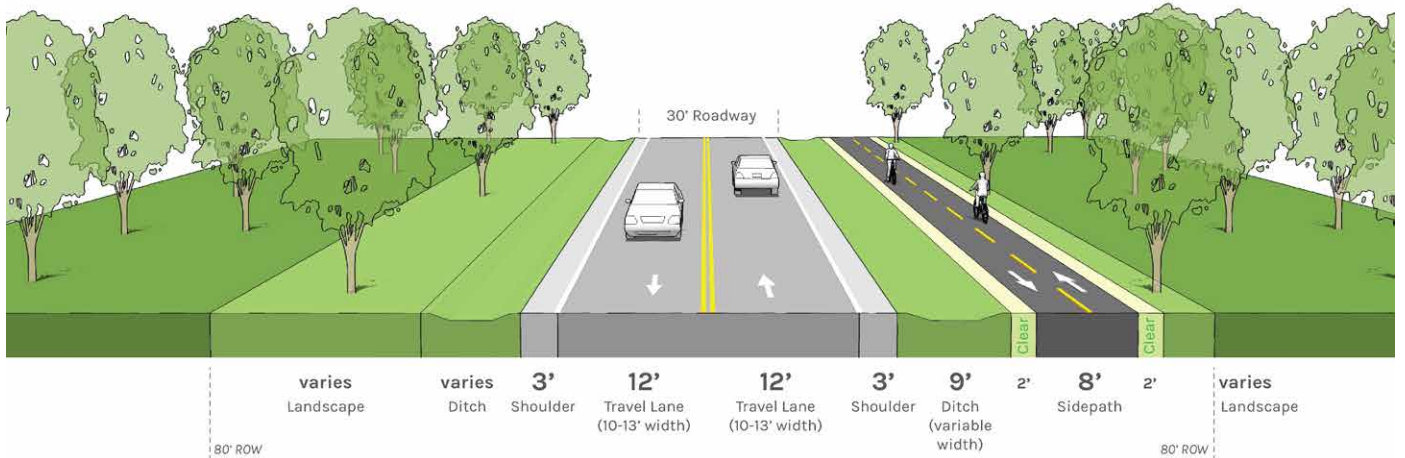 30’ Roadway
Clear
Clear
varies
Landscape
varies
Ditch
3’
Shoulder
12’
Travel Lane
(10-13’ width)
12’
Travel Lane
(10-13’ width)
3’
Shoulder
9’
Ditch
(variable
width)
2’
8’
Sidepath
2’
varies
Landscape
80’ ROW
80’ ROW